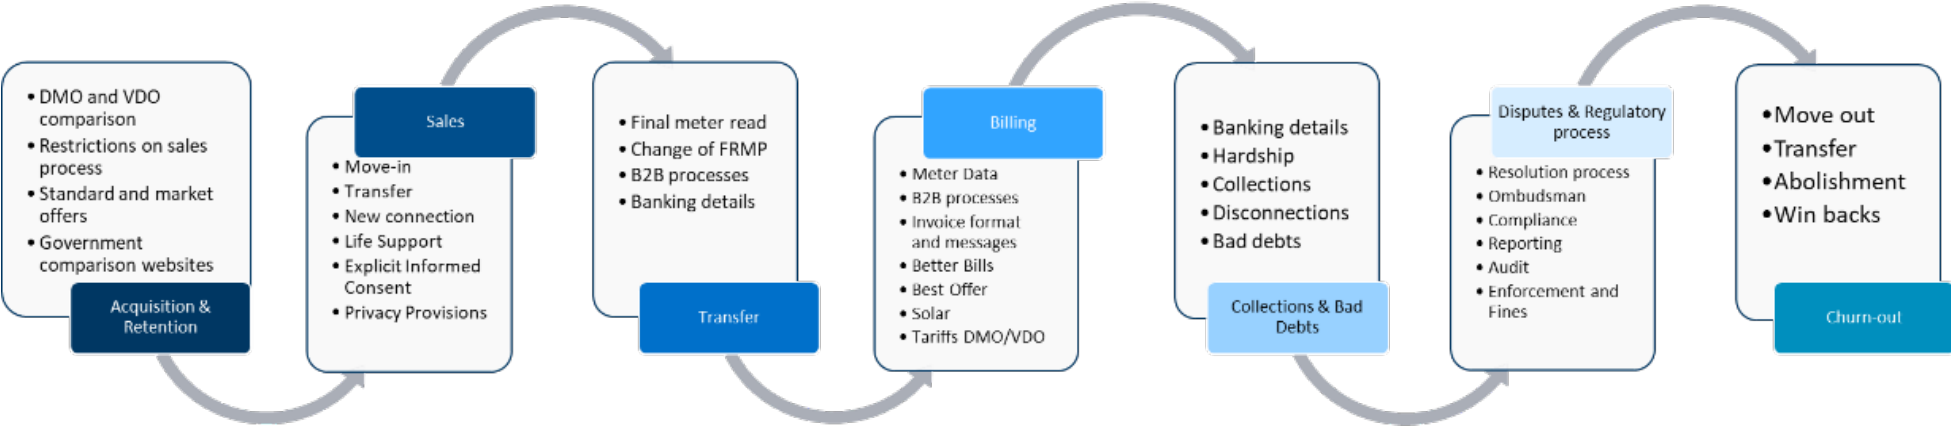 • DMO and VDO
comparison
• Restrictions on sales
process
• Standard and market
offers
• Government
comparison websites
Acquisition &
Retention
Sales
• Move-in
• Transfer
• New connection
• Life Support
• Explicit Informed
Consent
• Privacy Provisions
• Final meter read
• Change of FRMP
• B2B processes
• Banking details
Transfer
Billing
• Meter Data
• B2B processes
• Invoice format
and messages
• Better Bills
• Best Offer
• Solar
• Tariffs DMO/VDO
• Banking details
• Hardship
• Collections
• Disconnections
• Bad debts
Collections & Bad
Debts
Disputes & Regulatory
process
• Resolution process
• Ombudsman
• Compliance
• Reporting
• Audit
• Enforcement and
Fines
• Move out
• Transfer
• Abolishment
• Win backs
Churn-out